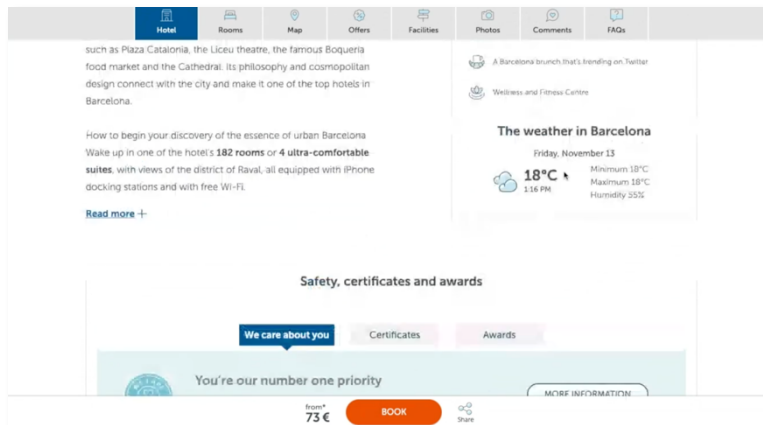 Hotel
Rooms
Map
Offers
Facilities
Photos
Comments
FAQs
such as Plaza Catalonia, the Liceu theatre, the famous Boqueria
food market and the Cathedral. Its philosophy and cosmopolitan
design connect with the city and make it one of the top hotels in
Barcelona.
How to begin your discovery of the essence of urban Barcelona
Wake up in one of the hotel's 182 rooms or 4 ultra-comfortable
suites, with views of the district of Raval, all equipped with iPhone
docking stations and with free Wi-Fi.
Read more +
A Barcelona brunch that's trending on Twitter
Wellness and Fitness Centre
The weather in Barcelona
Friday, November 13
18°C
1:16 PM
Minimum 18°C
Maximum 18°C
Humidity 55%
Safety, certificates and awards
We care about you
Certificates
Awards
You're our number one priority
MORE INFORMATION
from*
73 €
BOOK
Share